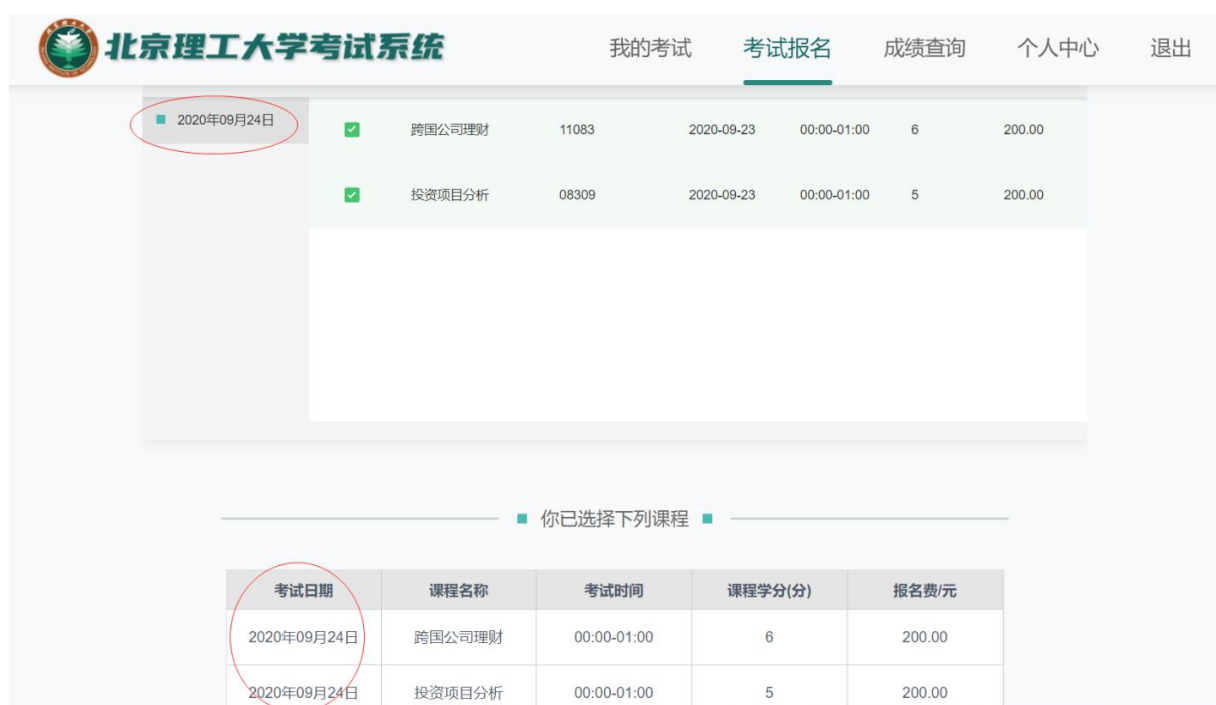 北京理工大学考试系统 我的考试 考试报名 成绩查询 个人中心 退出
2020年09月24日 跨国公司理财 11083 2020-09-23 00:00-01:00 6 200.00
投资项目分析 08309 2020-09-23 00:00-01:00 5 200.00
你已选择下列课程
考试日期 课程名称 考试时间 课程学分(分) 报名费/元
2020年09月24日 跨国公司理财 00:00-01:00 6 200.00
2020年09月24日 投资项目分析 00:00-01:00 5 200.00